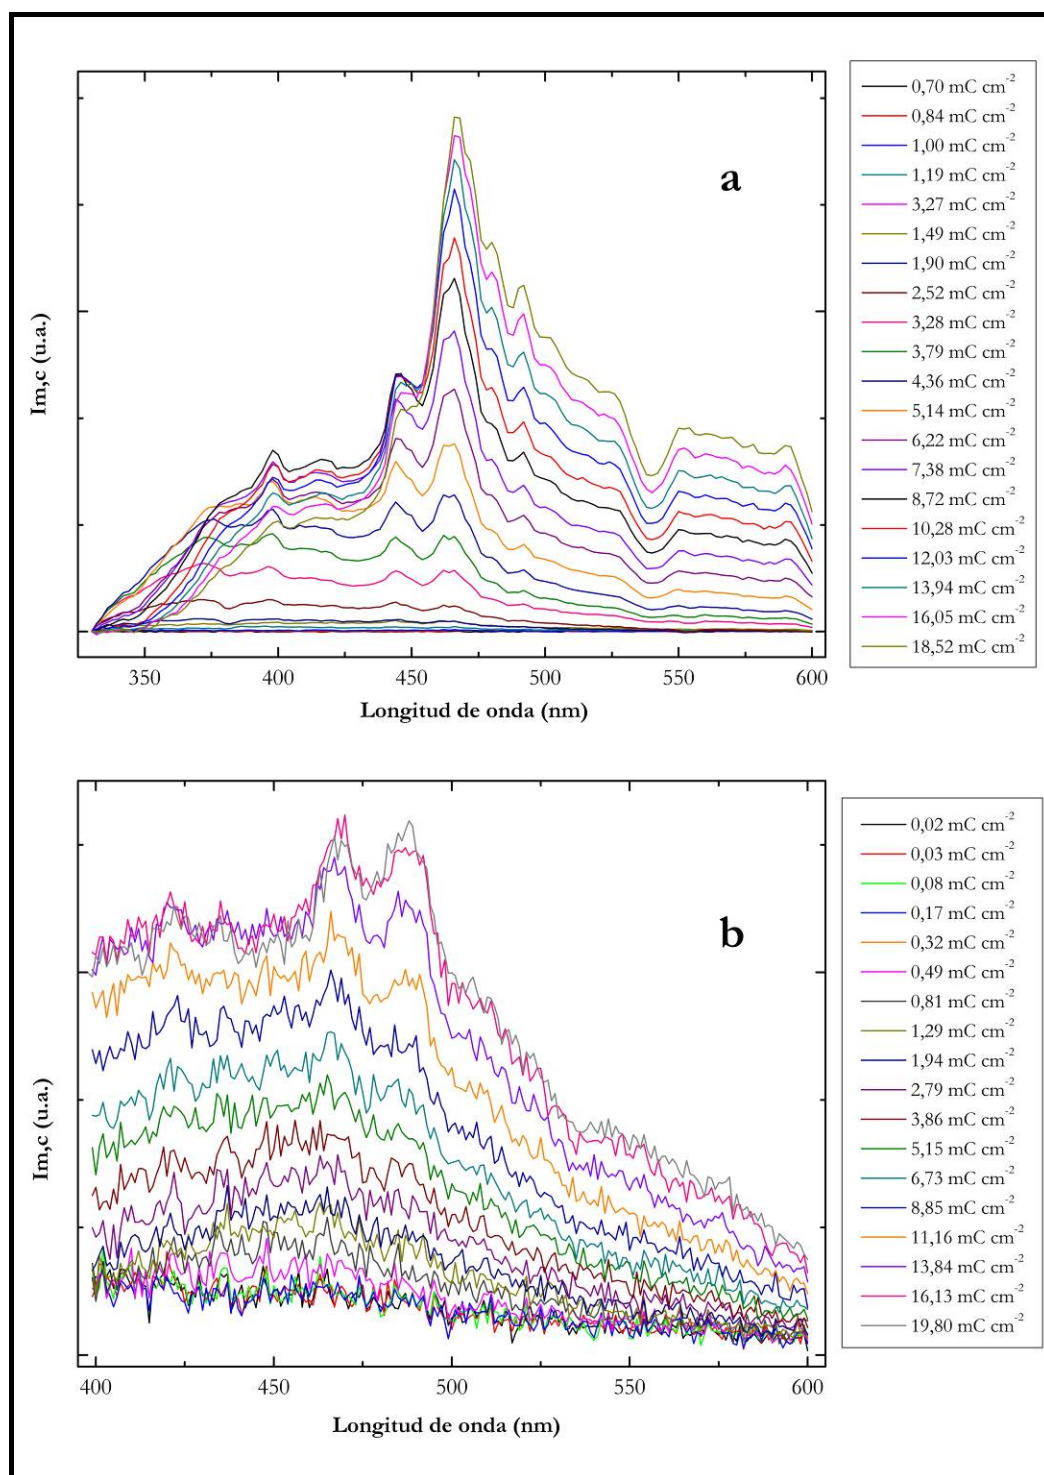 a
Im,c (u.a.)
350 400 450 500 550 600
Longitud de onda (nm)
0,70 mC cm⁻²
0,84 mC cm⁻²
1,00 mC cm⁻²
1,19 mC cm⁻²
3,27 mC cm⁻²
1,49 mC cm⁻²
1,90 mC cm⁻²
2,52 mC cm⁻²
3,28 mC cm⁻²
3,79 mC cm⁻²
4,36 mC cm⁻²
5,14 mC cm⁻²
6,22 mC cm⁻²
7,38 mC cm⁻²
8,72 mC cm⁻²
10,28 mC cm⁻²
12,03 mC cm⁻²
13,94 mC cm⁻²
16,05 mC cm⁻²
18,52 mC cm⁻²
b
Im,c (u.a.)
400 450 500 550 600
Longitud de onda (nm)
0,02 mC cm⁻²
0,03 mC cm⁻²
0,08 mC cm⁻²
0,17 mC cm⁻²
0,32 mC cm⁻²
0,49 mC cm⁻²
0,81 mC cm⁻²
1,29 mC cm⁻²
1,94 mC cm⁻²
2,79 mC cm⁻²
3,86 mC cm⁻²
5,15 mC cm⁻²
6,73 mC cm⁻²
8,85 mC cm⁻²
11,16 mC cm⁻²
13,84 mC cm⁻²
16,13 mC cm⁻²
19,80 mC cm⁻²